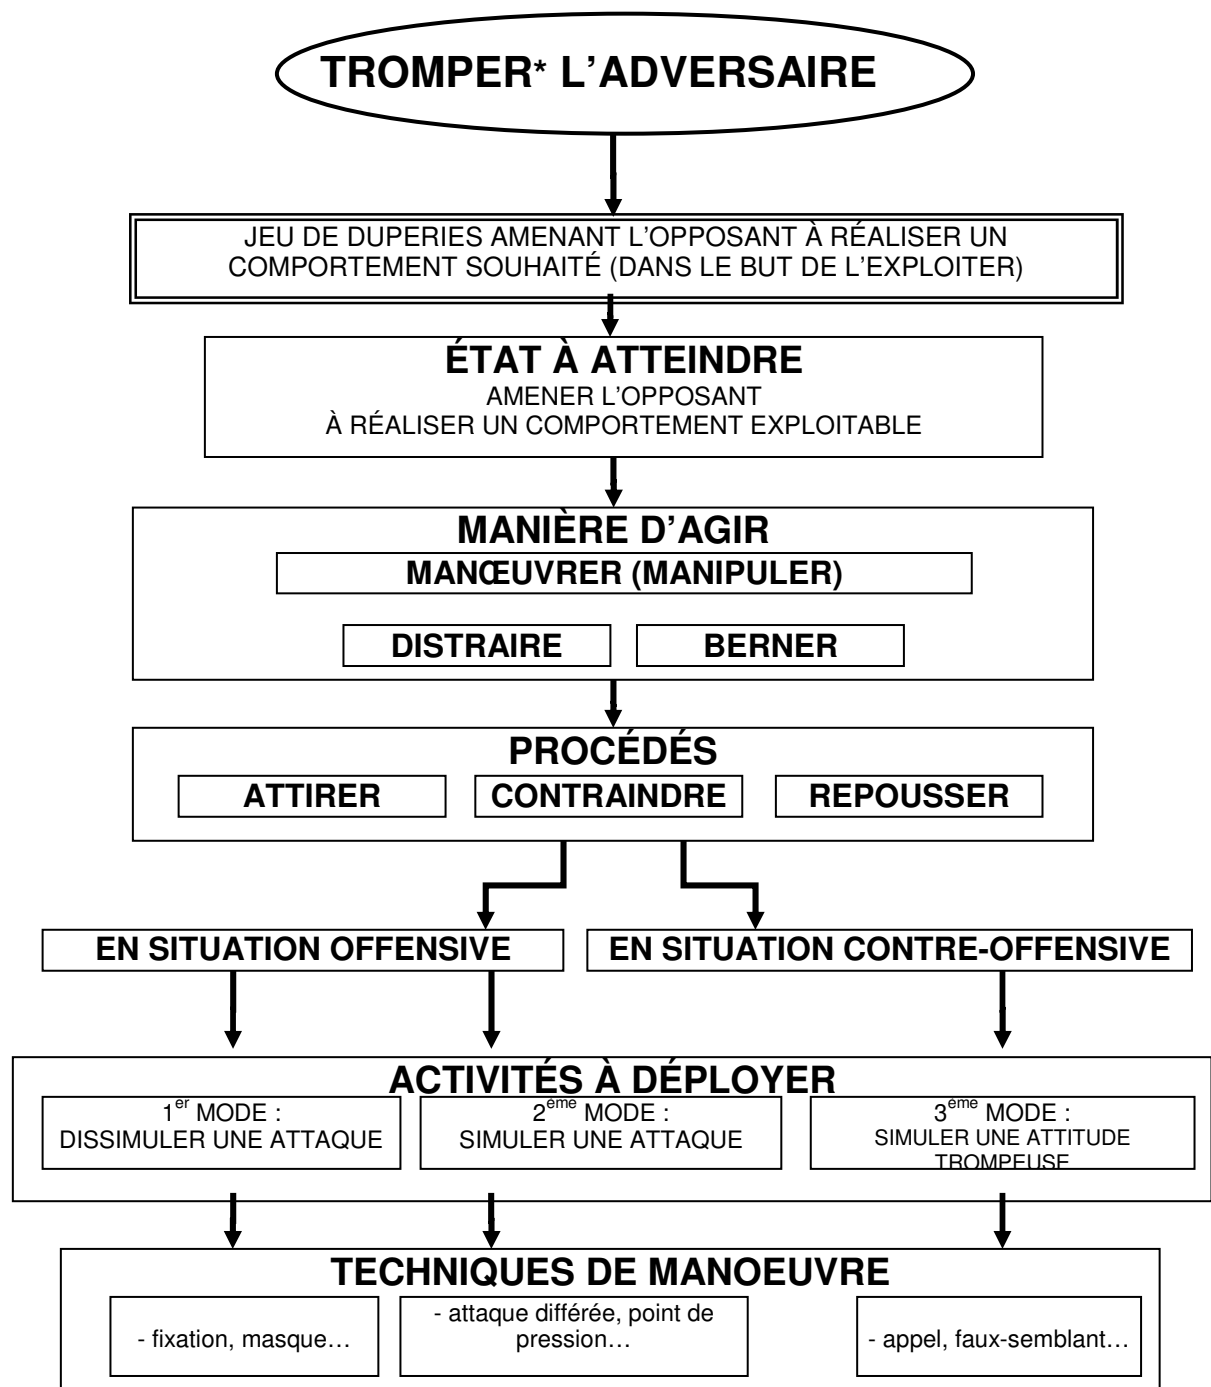 TROMPER* L'ADVERSAIRE
JEU DE DUPERIES AMENANT L'OPPOSANT À RÉALISER UN
COMPORTEMENT SOUHAITÉ (DANS LE BUT DE L'EXPLOITER)
ÉTAT À ATTEINDRE
AMENER L'OPPOSANT
À RÉALISER UN COMPORTEMENT EXPLOITABLE
MANIÈRE D'AGIR
MANŒUVRER (MANIPULER)
DISTRAIRE
BERNER
PROCÉDÉS
ATTIRER
CONTRAINDRE
REPOUSSER
EN SITUATION OFFENSIVE
EN SITUATION CONTRE-OFFENSIVE
ACTIVITÉS À DÉPLOYER
1er MODE :
DISSIMULER UNE ATTAQUE
2ème MODE :
SIMULER UNE ATTAQUE
3ème MODE :
SIMULER UNE ATTITUDE
TROMPEUSE
TECHNIQUES DE MANOEUVRE
- fixation, masque…
- attaque différée, point de
pression…
- appel, faux-semblant…